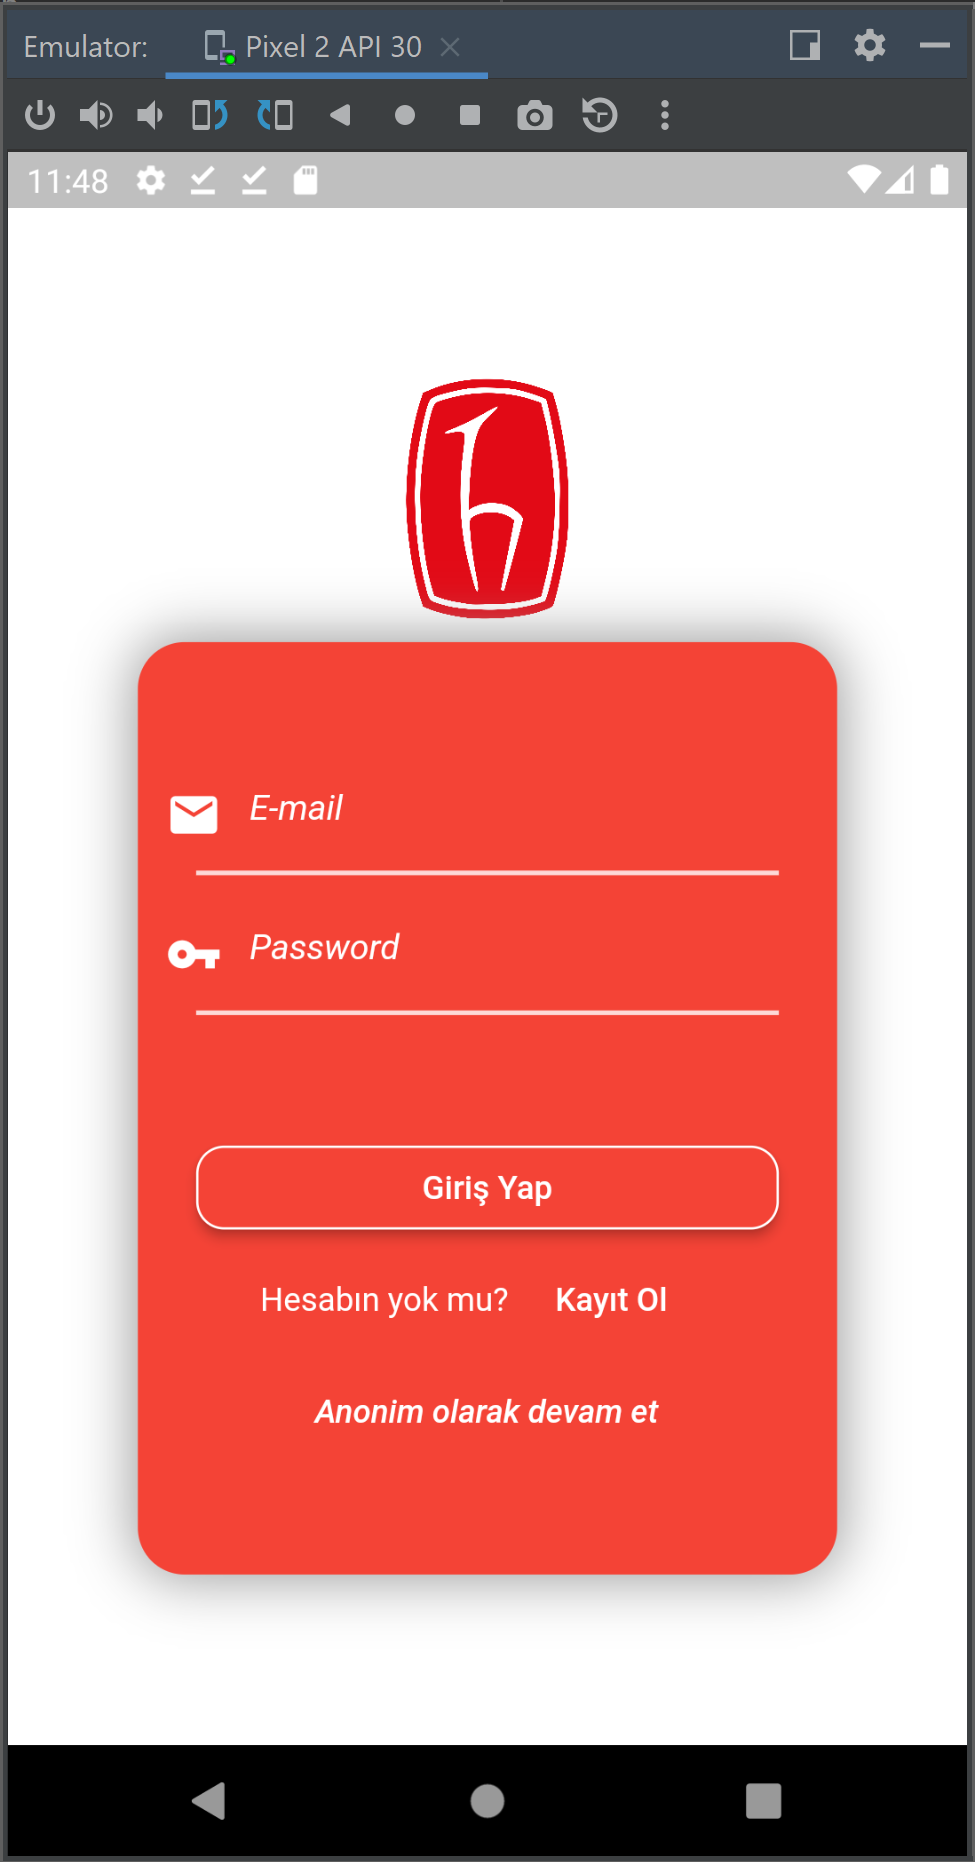 Emulator: Pixel 2 API 30
11:48
E-mail
Password
Giriş Yap
Hesabın yok mu? Kayıt Ol
Anonim olarak devam et